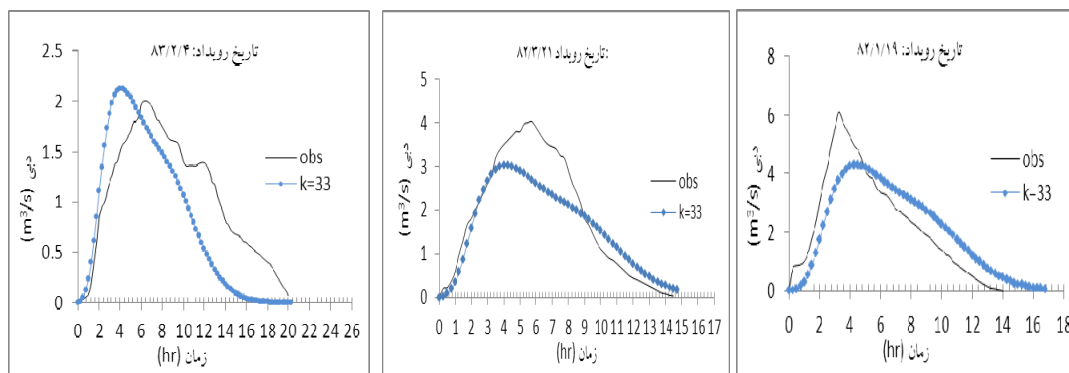 تاریخ رویداد: ۸۳/۲/۴
2.5
2
1.5
1
0.5
0
دبی (m³/s)
obs
k=33
0 2 4 6 8 10 12 14 16 18 20 22 24 26
زمان (hr)
تاریخ رویداد ۸۲/۳/۲۱:
5
4
3
2
1
0
دبی (m³/s)
obs
k=33
0 1 2 3 4 5 6 7 8 9 10 11 12 13 14 15 16 17
زمان (hr)
تاریخ رویداد: ۸۲/۱/۱۹
8
6
4
2
0
دبی (m³/s)
obs
k=33
0 2 4 6 8 10 12 14 16 18
زمان (hr)